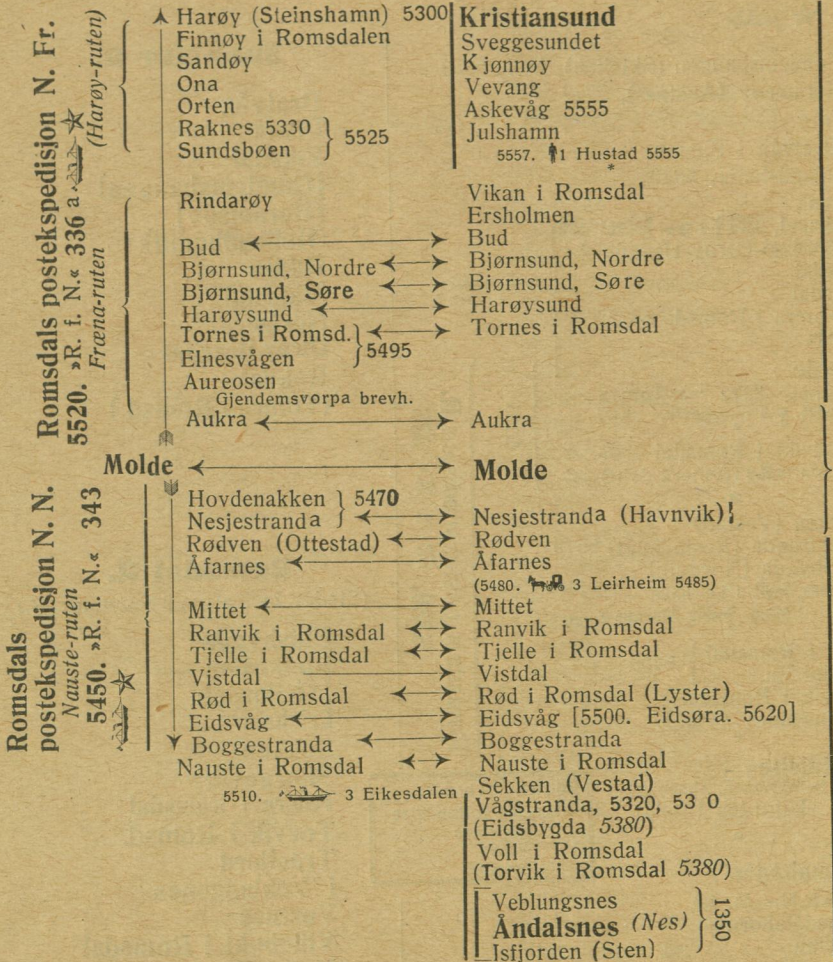 Romsdals postekspedisjon N. Fr.
5520. »R. f. N.« 336 a
(Harøy-ruten)
Fræna-ruten
Harøy (Steinshamn) 5300
Finnøy i Romsdalen
Sandøy
Ona
Orten
Raknes 5330
Sundsbøen
5525
Rindarøy
Bud
Bjørnsund, Nordre
Bjørnsund, Søre
Harøysund
Tornes i Romsd.
Elnesvågen
5495
Aureosen
Gjendemsvorpa brevh.
Aukra
Molde
Romsdals
postekspedisjon N. N.
Nauste-ruten
5450. »R. f. N.« 343
Hovdenakken
Nesjestranda
5470
Rødven (Ottestad)
Åfarnes
Mittet
Ranvik i Romsdal
Tjelle i Romsdal
Vistdal
Rød i Romsdal
Eidsvåg
Boggestranda
Nauste i Romsdal
5510. 3 Eikesdalen
Kristiansund
Sveggesundet
Kjønnøy
Vevang
Askevåg 5555
Julshamn
5557. 1 Hustad 5555
*
Vikan i Romsdal
Ersholmen
Bud
Bjørnsund, Nordre
Bjørnsund, Søre
Harøysund
Tornes i Romsdal
Aukra
Molde
Nesjestranda (Havnvik)
Rødven
Åfarnes
(5480. 3 Leirheim 5485)
Mittet
Ranvik i Romsdal
Tjelle i Romsdal
Vistdal
Rød i Romsdal (Lyster)
Eidsvåg [5500. Eidsøra. 5620]
Boggestranda
Nauste i Romsdal
Sekken (Vestad)
Vågstranda, 5320, 53 0
(Eidsbygda 5380)
Voll i Romsdal
(Torvik i Romsdal 5380)
Veblungsnes
Åndalsnes (Nes)
Isfjorden (Sten)
1350